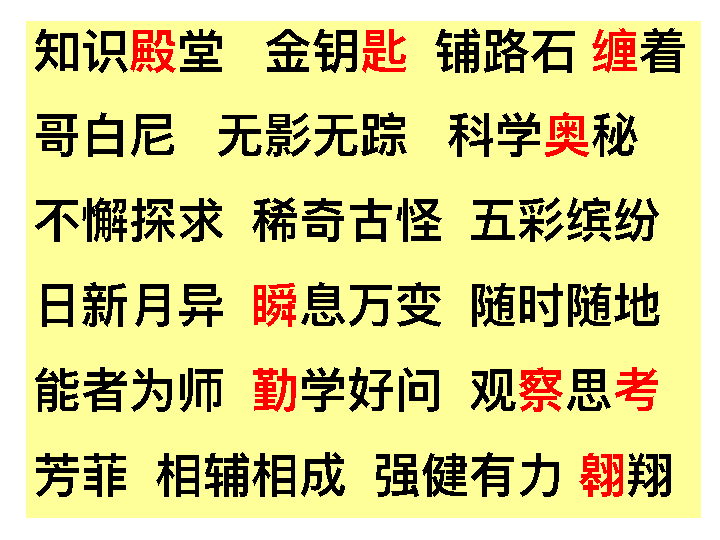 知识殿堂 金钥匙 铺路石 缠着
哥白尼 无影无踪 科学奥秘
不懈探求 稀奇古怪 五彩缤纷
日新月异 瞬息万变 随时随地
能者为师 勤学好问 观察思考
芳菲 相辅相成 强健有力 翱翔